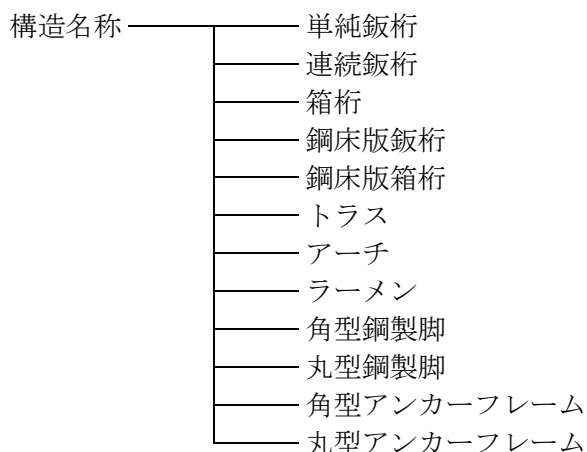 構造名称
単純鈑桁
連続鈑桁
箱桁
鋼床版鈑桁
鋼床版箱桁
トラス
アーチ
ラーメン
角型鋼製脚
丸型鋼製脚
角型アンカーフレーム
丸型アンカーフレーム